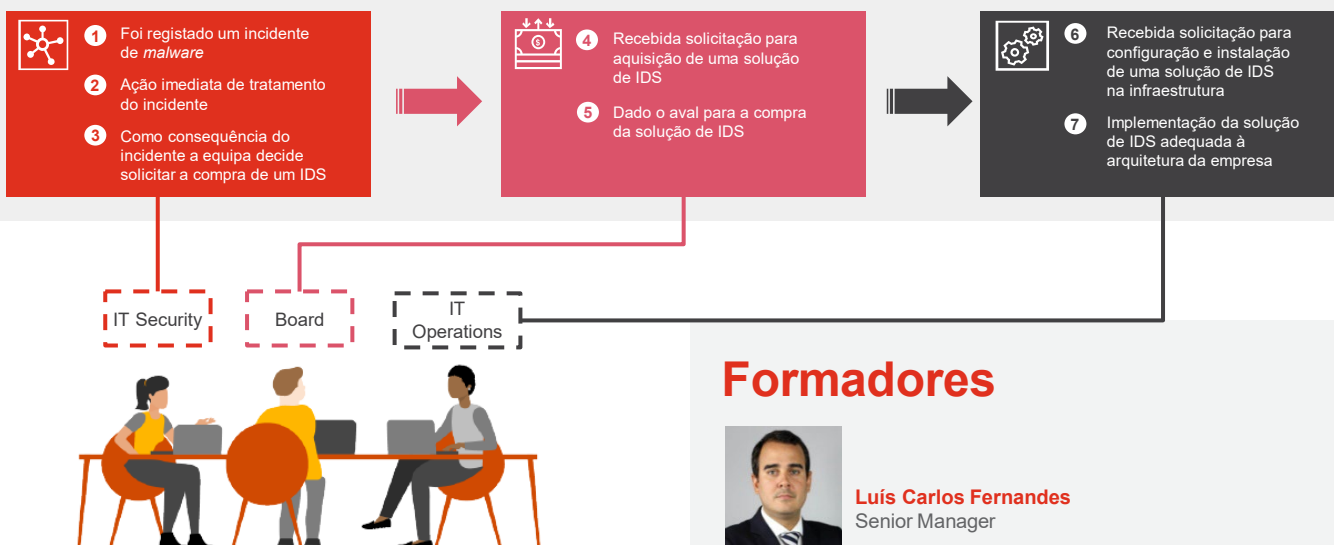 1 Foi registado um incidente
de malware
2 Ação imediata de tratamento
do incidente
3 Como consequência do
incidente a equipa decide
solicitar a compra de um IDS
4 Recebida solicitação para
aquisição de uma solução
de IDS
5 Dado o aval para a compra
da solução de IDS
6 Recebida solicitação para
configuração e instalação
de uma solução de IDS
na infraestrutura
7 Implementação da solução
de IDS adequada à
arquitetura da empresa
IT Security
Board
IT
Operations
Formadores
Luís Carlos Fernandes
Senior Manager